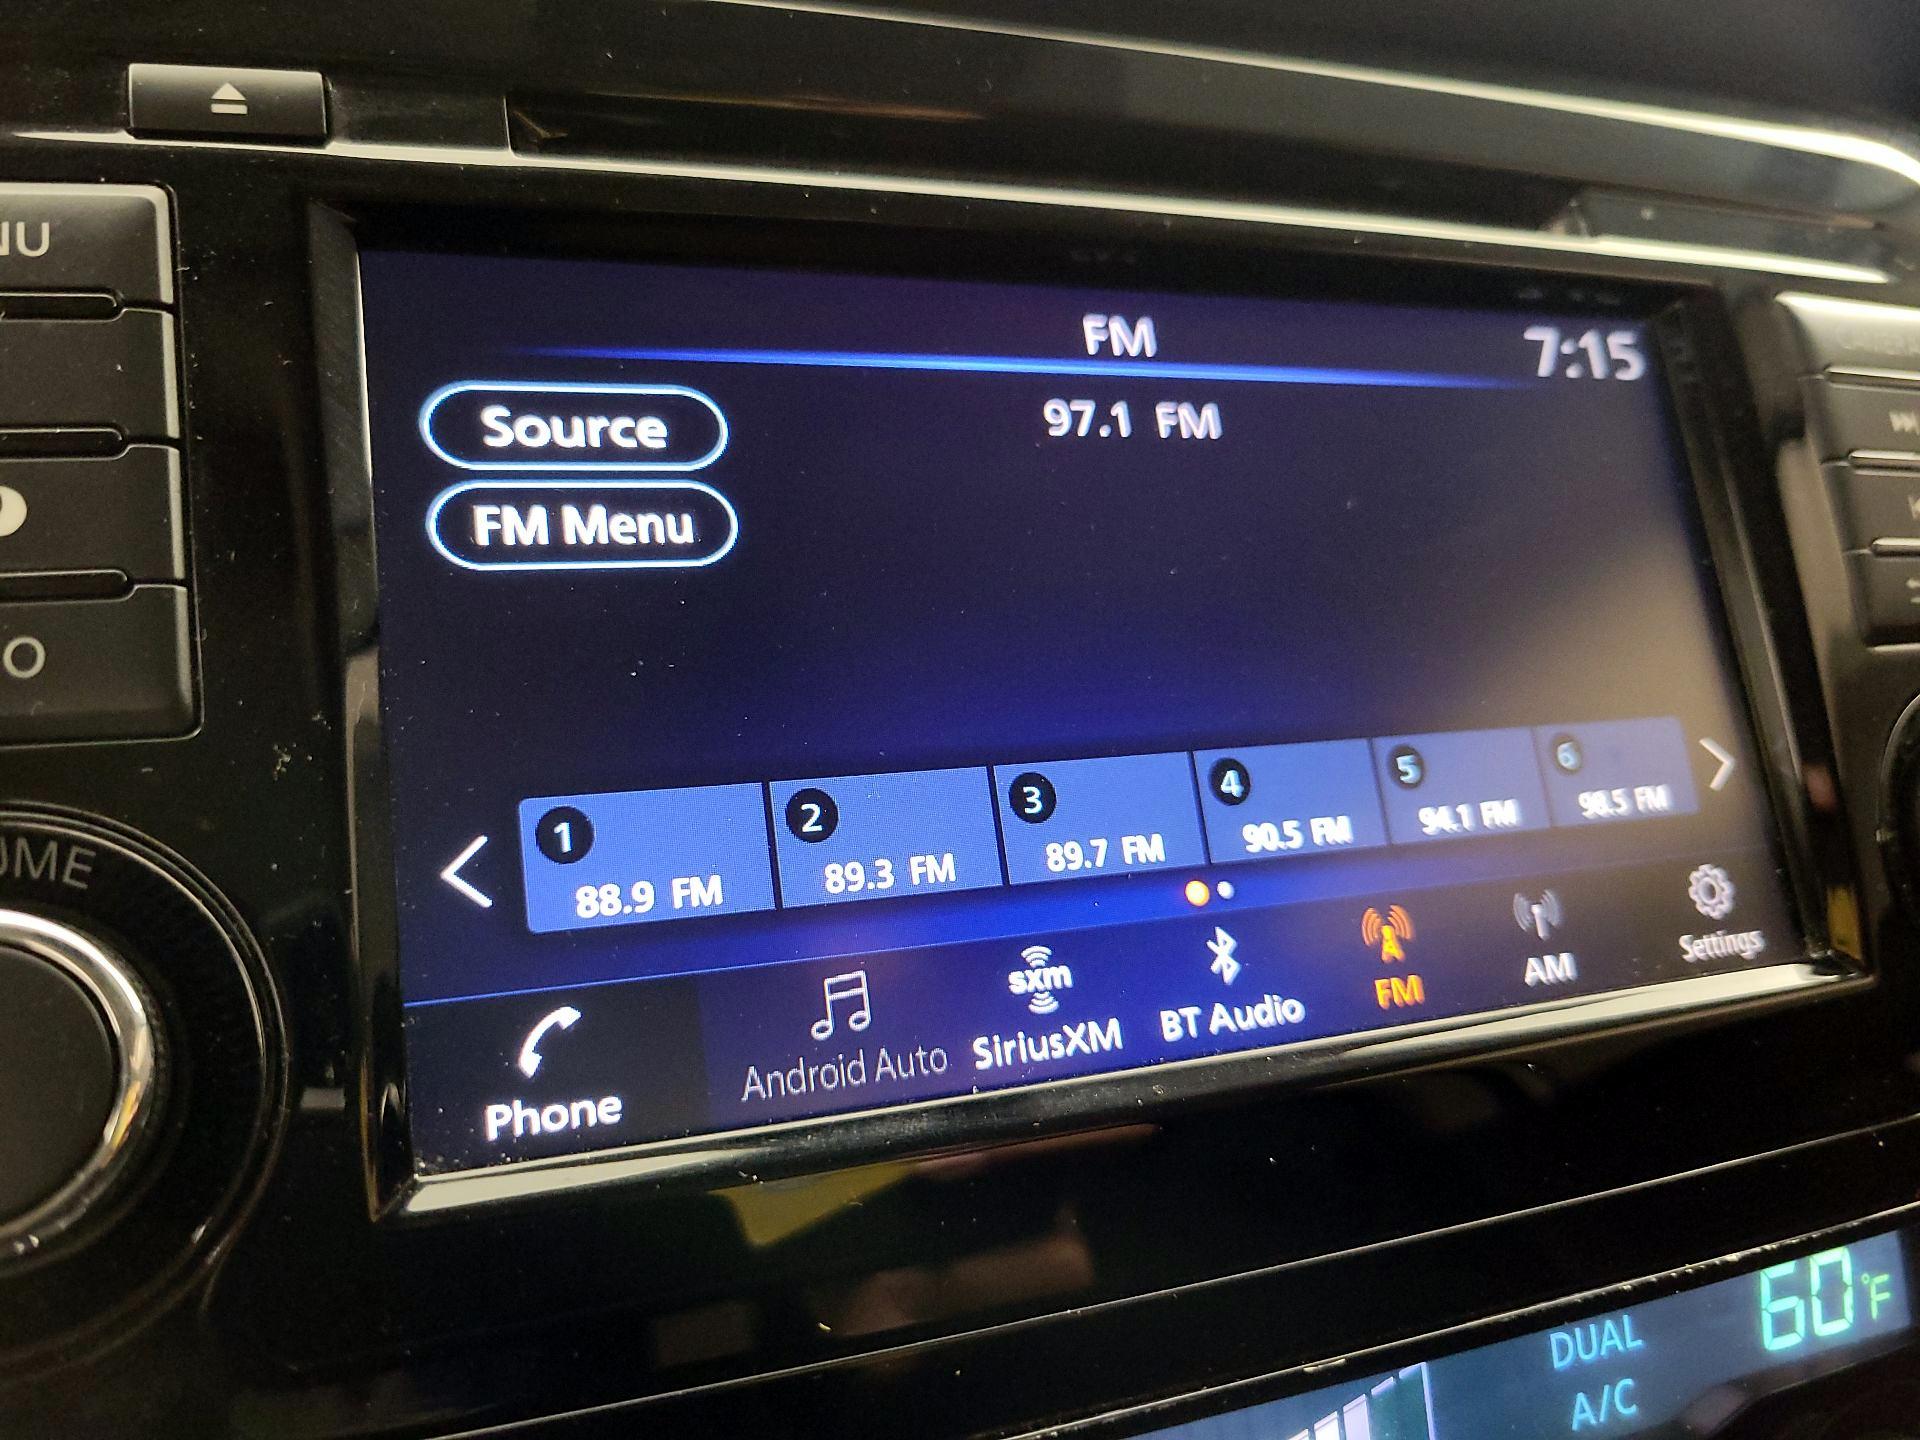 NU
FM
7:15
Source
97.1 FM
FM Menu
O
1
2
3
4
5
6
88.9 FM
89.3 FM
89.7 FM
90.5 FM
94.1 FM
98.5 FM
UME
Phone
Android Auto
sxm
SiriusXM
BT Audio
FM
AM
Settings
60°F
DUAL
A/C